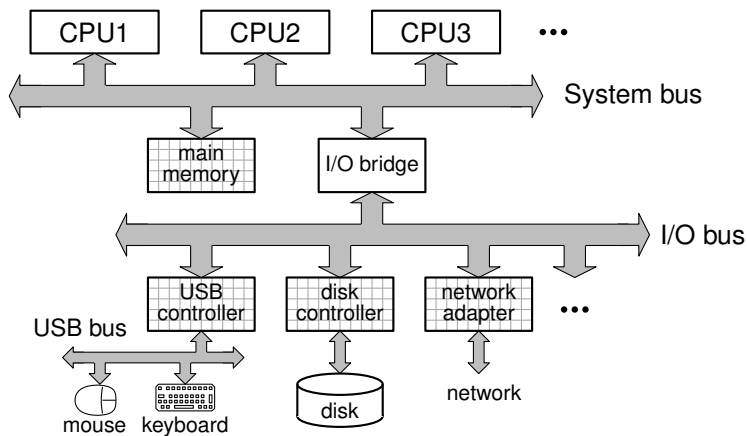 CPU1
CPU2
CPU3
•••
System bus
main
memory
I/O bridge
I/O bus
USB
controller
disk
controller
network
adapter
•••
USB bus
mouse
keyboard
disk
network